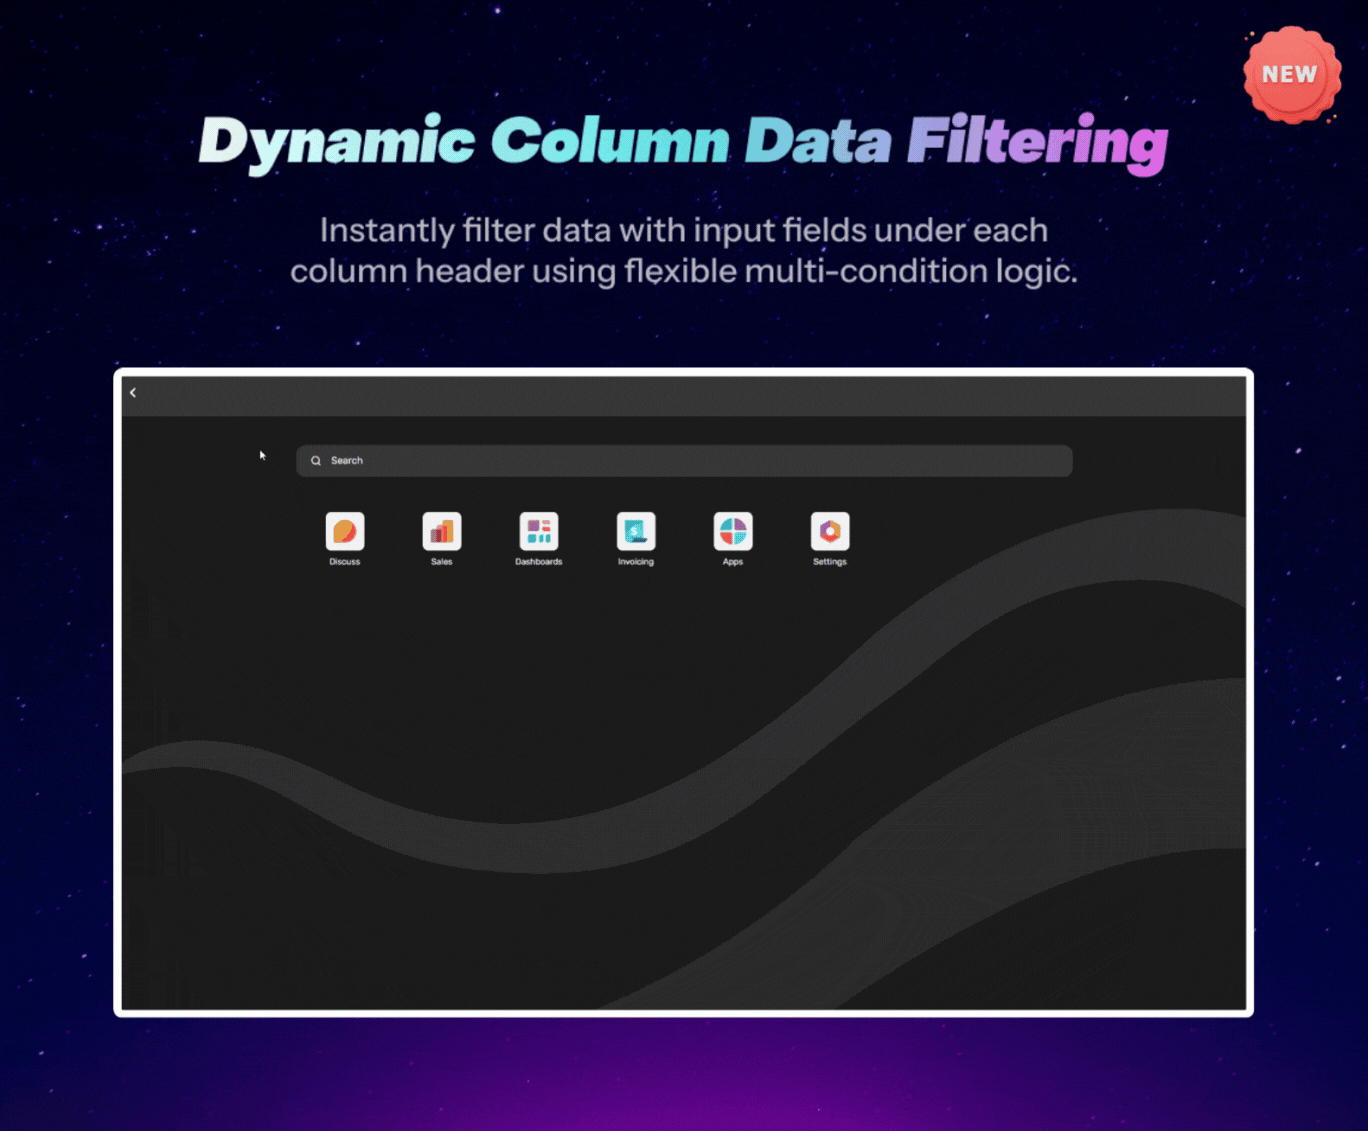 NEW
Dynamic Column Data Filtering
Instantly filter data with input fields under each
column header using flexible multi-condition logic.
Search
Discuss
Sales
Dashboards
Invoicing
Apps
Settings